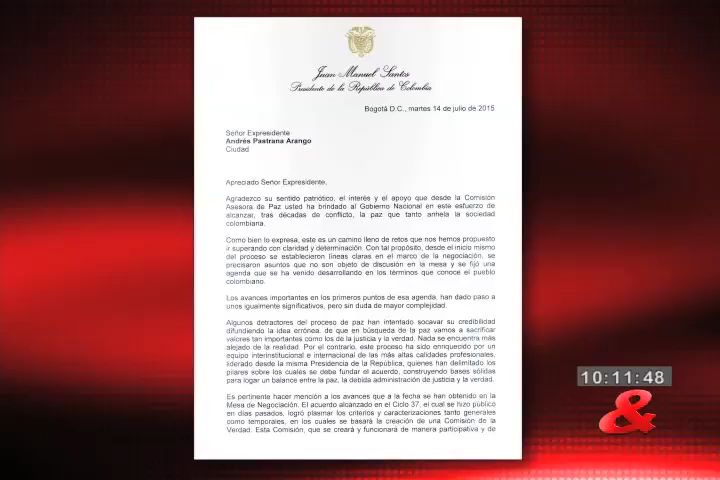 Juan Manuel Santos
Presidente de la República de Colombia
Bogotá D.C., martes 14 de julio de 2015
Señor Expresidente
Andrés Pastrana Arango
Ciudad
Apreciado Señor Expresidente,
Agradezco su sentido patriótico, el interés y el apoyo que desde la Comisión
Asesora de Paz usted ha brindado al Gobierno Nacional en este esfuerzo de
alcanzar, tras décadas de conflicto, la paz que tanto anhela la sociedad
colombiana.
Como bien lo expresa, este es un camino lleno de retos que nos hemos propuesto
ir superando con claridad y determinación. Con tal propósito, desde el inicio mismo
del proceso se establecieron líneas claras en el marco de la negociación, se
precisaron asuntos que no son objeto de discusión en la mesa y se fijó una
agenda que se ha venido desarrollando en los términos que conoce el pueblo
colombiano.
Los avances importantes en los primeros puntos de esa agenda, han dado paso a
unos igualmente significativos, pero sin duda de mayor complejidad.
Algunos detractores del proceso de paz han intentado socavar su credibilidad
difundiendo la idea errónea, de que en búsqueda de la paz vamos a sacrificar
valores tan importantes como los de la justicia y la verdad. Nada se encuentra más
alejado de la realidad. Por el contrario, este proceso ha sido enriquecido por un
equipo interinstitucional e internacional de las más altas calidades profesionales,
liderado desde la misma Presidencia de la República, quienes han delimitado los
pilares sobre los cuales se debe fundar el acuerdo, construyendo bases sólidas
para lograr un balance entre la paz, la debida administración de justicia y la verdad.
Es pertinente hacer mención a los avances que a la fecha se han obtenido en la
Mesa de Negociación. El acuerdo alcanzado en el Ciclo 37, el cual se hizo público
en días pasados, logró plasmar los criterios y caracterizaciones tanto generales
como temporales, en los cuales se basará la creación de una Comisión de la
Verdad. Esta Comisión, que se creará y funcionará de manera participativa y de
10:11:48
&